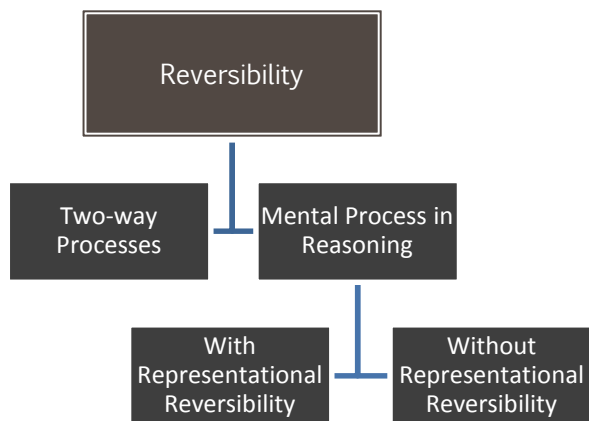 Reversibility
Two-way
Processes
Mental Process in
Reasoning
With
Representational
Reversibility
Without
Representational
Reversibility